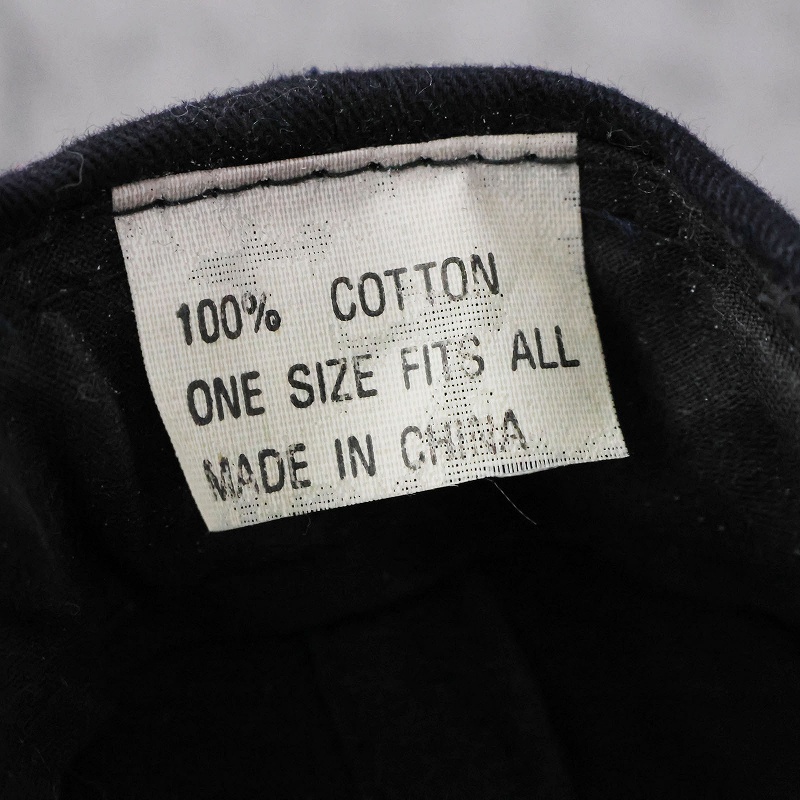 100% COTTON
ONE SIZE FITS ALL
MADE IN CHINA